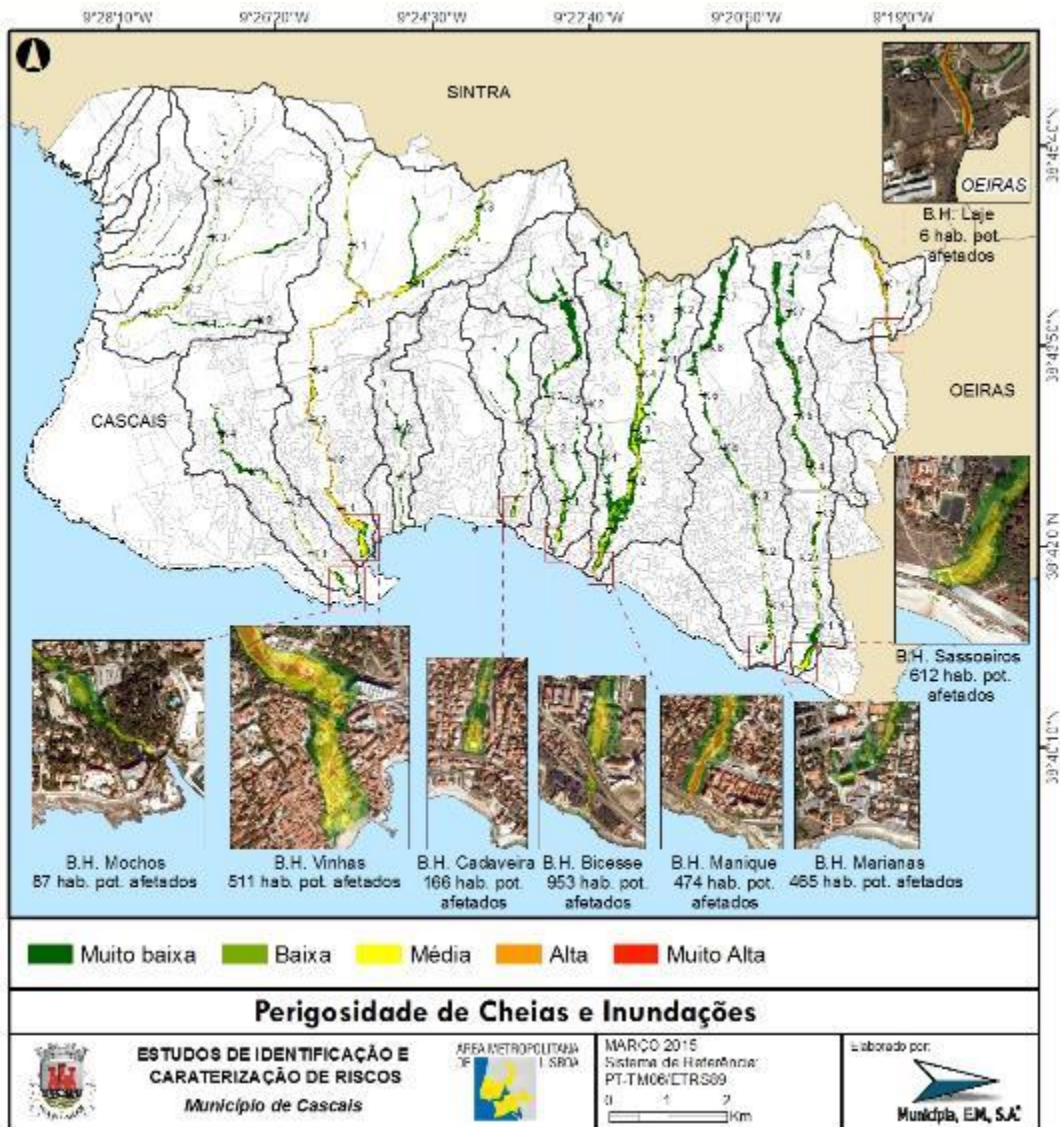 9°28'10"W
9°26'20"W
9°24'30"W
9°22'40"W
9°20'50"W
9°19'0"W
SINTRA
38°45'40"N
OEIRAS
B.H. Laje
6 hab. pot.
afetados
38°43'50"N
OEIRAS
CASCAIS
38°42'0"N
B.H. Sassoeiros
612 hab. pot.
afetados
38°40'10"N
B.H. Mochos
87 hab. pot. afetados
B.H. Vinhas
511 hab. pot. afetados
B.H. Cadaveira
166 hab. pot.
afetados
B.H. Bicesse
953 hab. pot.
afetados
B.H. Manique
474 hab. pot.
afetados
B.H. Marianas
465 hab. pot. afetados
Muito baixa
Baixa
Média
Alta
Muito Alta
Perigosidade de Cheias e Inundações
ESTUDOS DE IDENTIFICAÇÃO E
CARATERIZAÇÃO DE RISCOS
Município de Cascais
ÁREA METROPOLITANA
DE LISBOA
MARÇO 2015
Sistema de Referência:
PT-TM06/ETRS89
0 1 2
Km
Elaborado por:
Municípia, E.M., S.A.